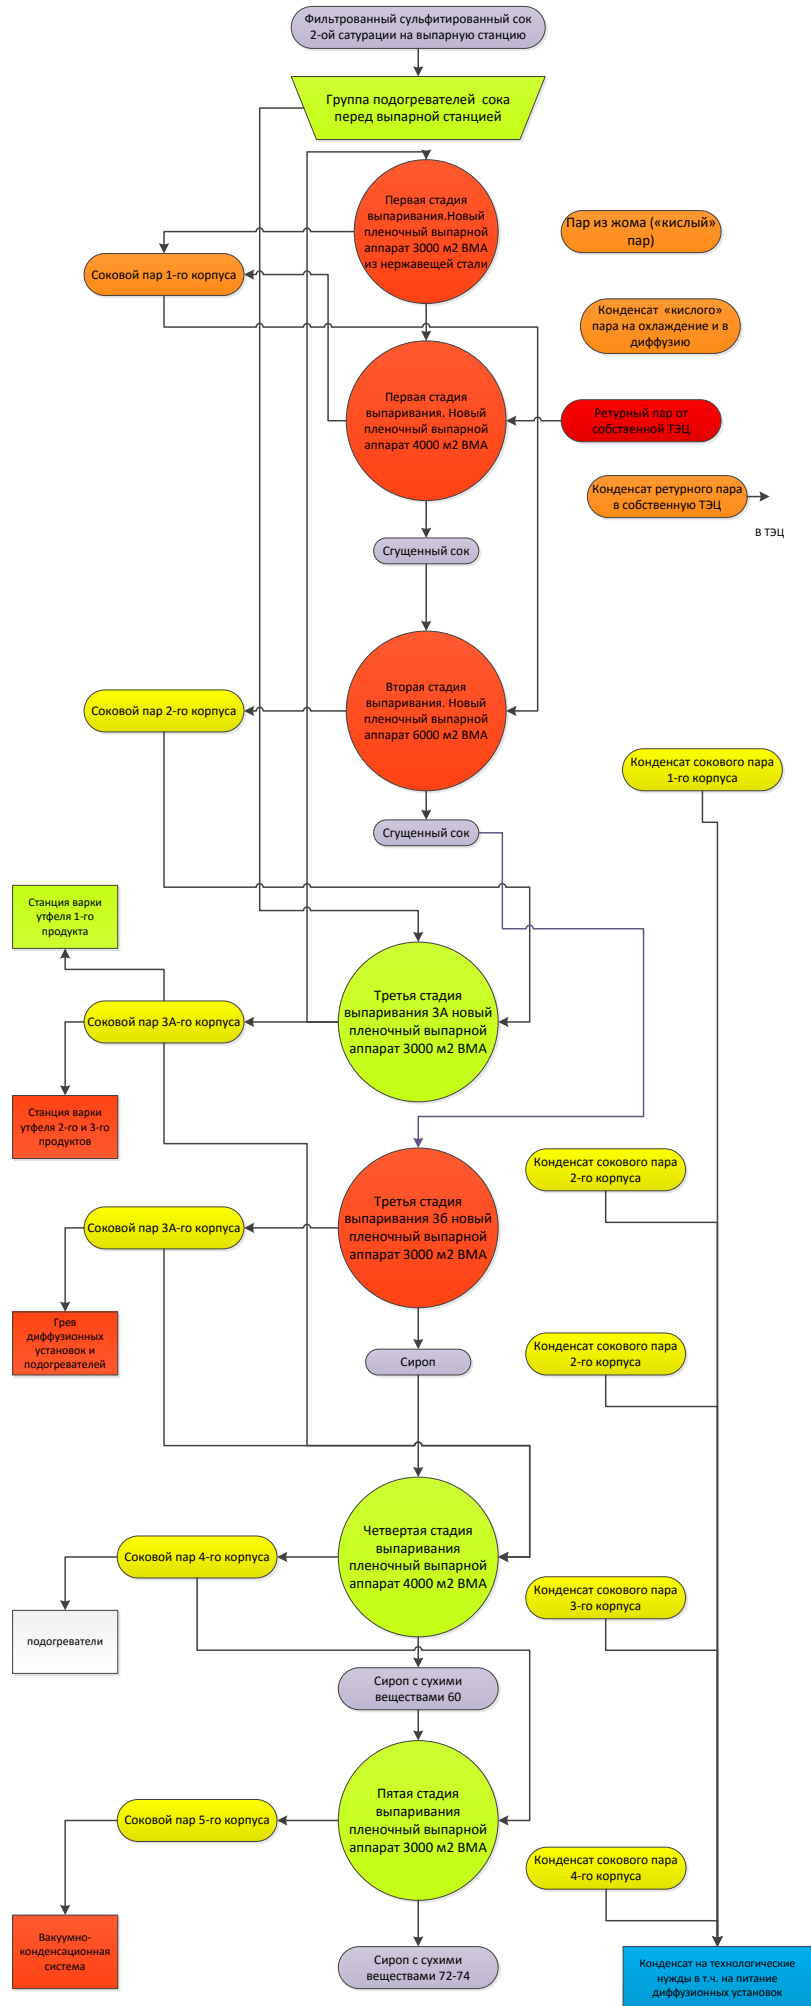 Фильтрованный сульфитированный сок
2-ой сатурации на выпарную станцию
Группа подогревателей сока
перед выпарной станцией
Первая стадия
выпаривания.Новый
пленочный выпарной
аппарат 3000 м2 ВМА
из нержавещей стали
Пар из жома («кислый»
пар)
Соковой пар 1-го корпуса
Конденсат «кислого»
пара на охлаждение и в
диффузию
Первая стадия
выпаривания. Новый
пленочный выпарной
аппарат 4000 м2 ВМА
Ретурный пар от
собственной ТЭЦ
Конденсат ретурного пара
в собственную ТЭЦ
В ТЭЦ
Сгущенный сок
Вторая стадия
выпаривания. Новый
пленочный выпарной
аппарат 6000 м2 ВМА
Соковой пар 2-го корпуса
Конденсат сокового пара
1-го корпуса
Сгущенный сок
Станция варки
утфеля 1-го
продукта
Третья стадия
выпаривания 3А новый
пленочный выпарной
аппарат 3000 м2 ВМА
Соковой пар 3А-го корпуса
Станция варки
утфеля 2-го и 3-го
продуктов
Конденсат сокового пара
2-го корпуса
Третья стадия
выпаривания 3б новый
пленочный выпарной
аппарат 3000 м2 ВМА
Соковой пар 3А-го корпуса
Грев
диффузионных
установок и
подогревателей
Сироп
Конденсат сокового пара
2-го корпуса
Четвертая стадия
выпаривания
пленочный выпарной
аппарат 4000 м2 ВМА
Соковой пар 4-го корпуса
Конденсат сокового пара
3-го корпуса
подогреватели
Сироп с сухими
веществами 60
Пятая стадия
выпаривания
пленочный выпарной
аппарат 3000 м2 ВМА
Соковой пар 5-го корпуса
Конденсат сокового пара
4-го корпуса
Вакуумно-
конденсационная
система
Сироп с сухими
веществами 72-74
Конденсат на технологические
нужды в т.ч. на питание
диффузионных установок